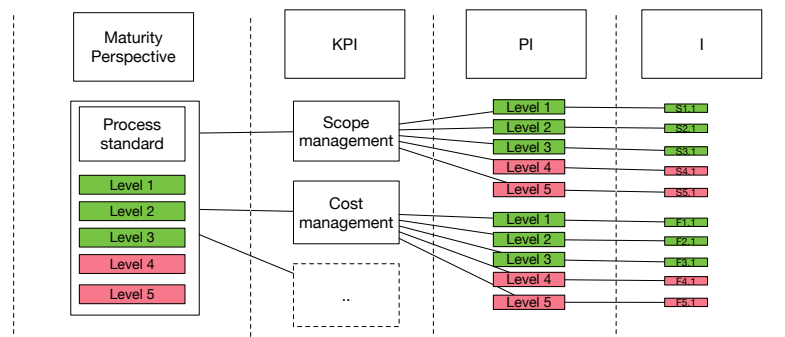 Maturity
Perspective
KPI
PI
I
Process
standard
Level 1
Level 2
Level 3
Level 4
Level 5
Scope
management
Cost
management
..
Level 1
Level 2
Level 3
Level 4
Level 5
Level 1
Level 2
Level 3
Level 4
Level 5
S1.1
S2.1
S3.1
S4.1
S5.1
F1.1
F2.1
F3.1
F4.1
F5.1